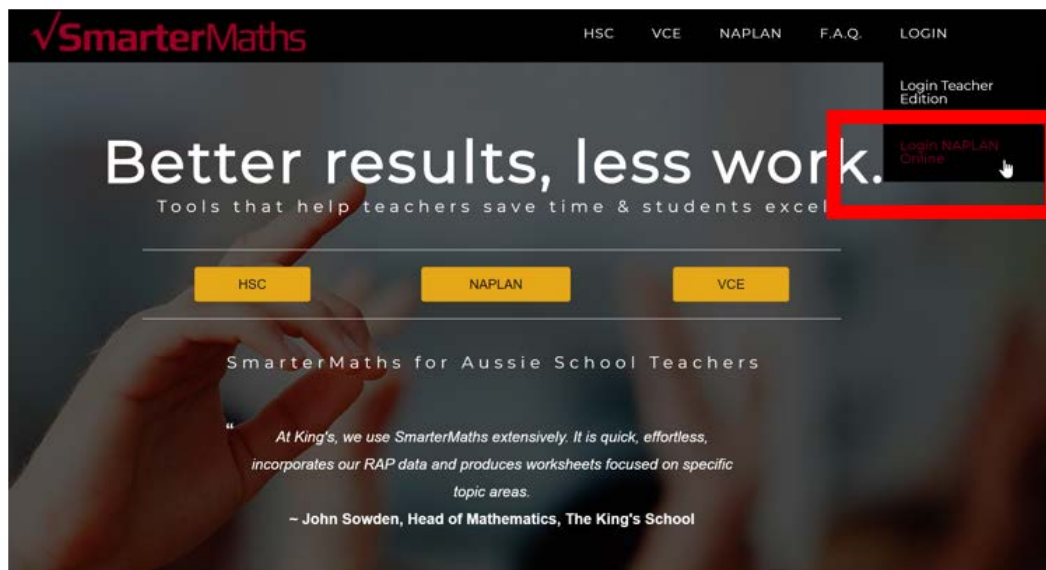 √SmarterMaths
HSC VCE NAPLAN F.A.Q. LOGIN
Login Teacher
Edition
Login NAPLAN
Online
Better results, less work.
Tools that help teachers save time & students excel
HSC NAPLAN VCE
SmarterMaths for Aussie School Teachers
“ At King's, we use SmarterMaths extensively. It is quick, effortless,
incorporates our RAP data and produces worksheets focused on specific
topic areas.
~ John Sowden, Head of Mathematics, The King's School